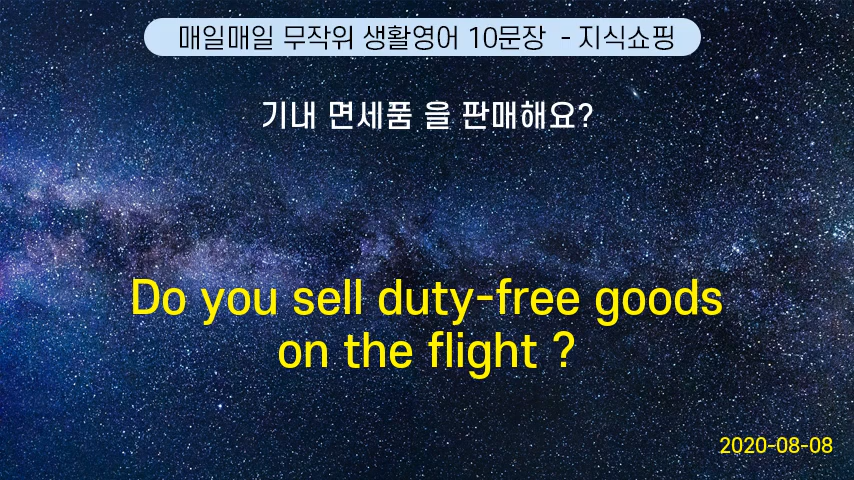 매일매일 무작위 생활영어 10문장 - 지식쇼핑
기내 면세품 을 판매해요?
Do you sell duty-free goods
on the flight ?
2020-08-08